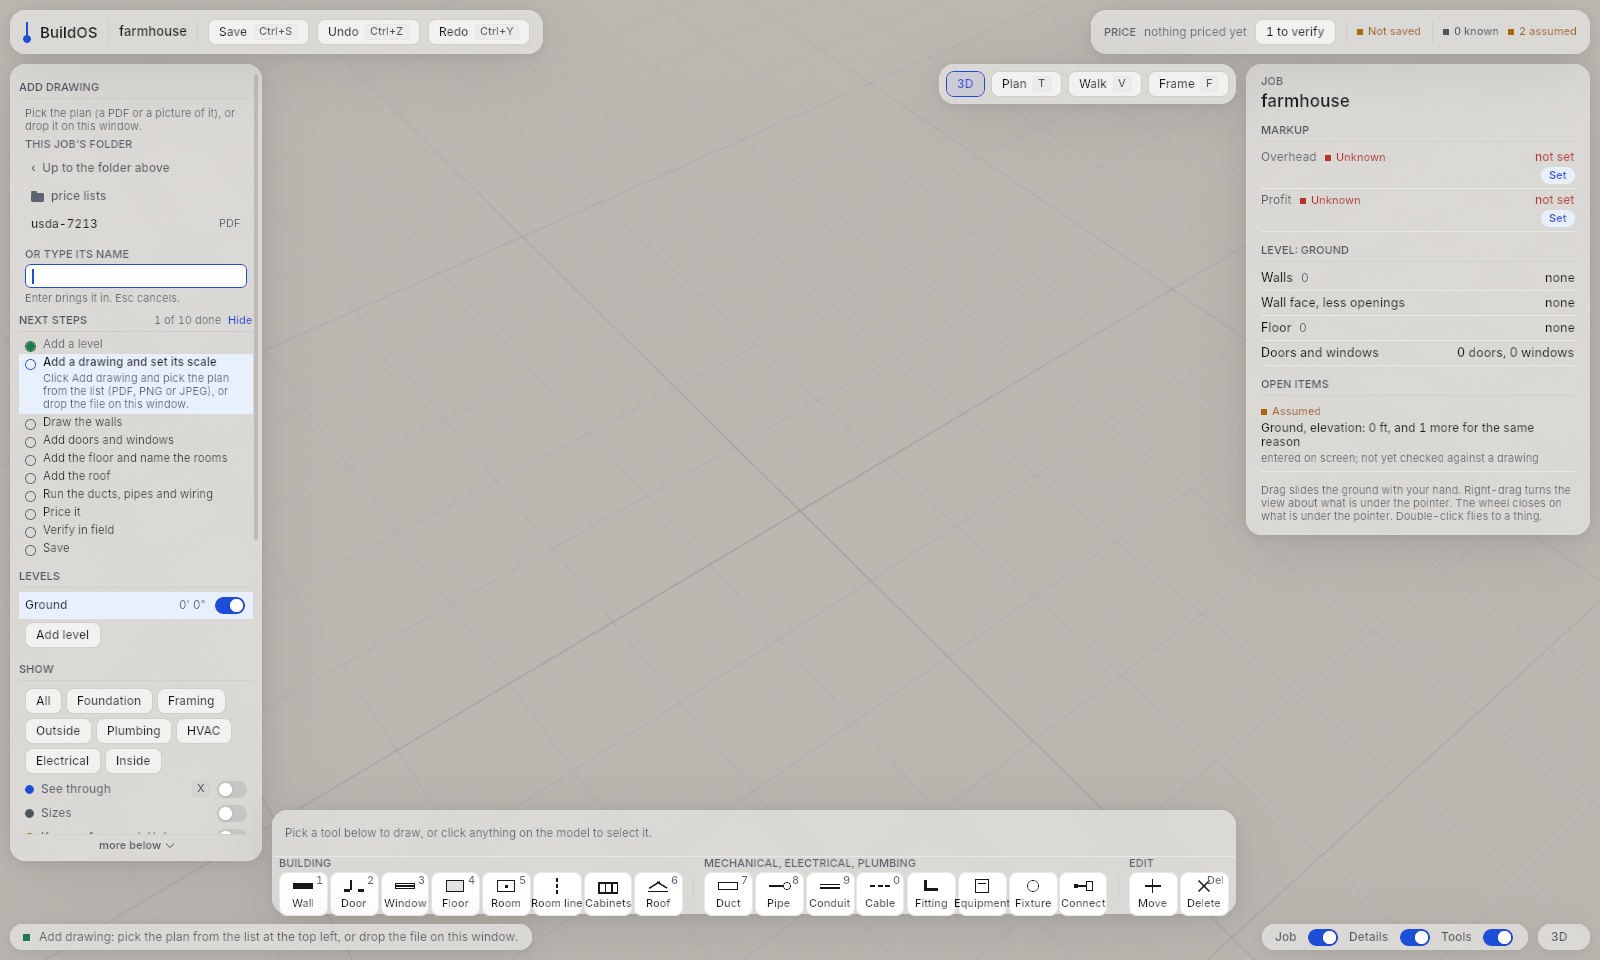 BuildOS farmhouse Save Ctrl+S Undo Ctrl+Z Redo Ctrl+Y
PRICE nothing priced yet 1 to verify Not saved 0 known 2 assumed
ADD DRAWING
Pick the plan (a PDF or a picture of it), or
drop it on this window.
THIS JOB'S FOLDER
‹ Up to the folder above
price lists
usda-7213 PDF
OR TYPE ITS NAME
Enter brings it in. Esc cancels.
NEXT STEPS 1 of 10 done Hide
Add a level
Add a drawing and set its scale
Click Add drawing and pick the plan
from the list (PDF, PNG or JPEG), or
drop the file on this window.
Draw the walls
Add doors and windows
Add the floor and name the rooms
Add the roof
Run the ducts, pipes and wiring
Price it
Verify in field
Save
LEVELS
Ground 0' 0"
Add level
SHOW
All Foundation Framing
Outside Plumbing HVAC
Electrical Inside
See through X
Sizes
more below
3D Plan T Walk V Frame F
JOB
farmhouse
MARKUP
Overhead Unknown not set
Set
Profit Unknown not set
Set
LEVEL: GROUND
Walls 0 none
Wall face, less openings none
Floor 0 none
Doors and windows 0 doors, 0 windows
OPEN ITEMS
Assumed
Ground, elevation: 0 ft, and 1 more for the same
reason
entered on screen; not yet checked against a drawing
Drag slides the ground with your hand. Right-drag turns the
view about what is under the pointer. The wheel closes on
what is under the pointer. Double-click flies to a thing.
Pick a tool below to draw, or click anything on the model to select it.
BUILDING MECHANICAL, ELECTRICAL, PLUMBING EDIT
1 2 3 4 5 6 7 8 9 0 Del
Wall Door Window Floor Room Room line Cabinets Roof Duct Pipe Conduit Cable Fitting Equipment Fixture Connect Move Delete
Add drawing: pick the plan from the list at the top left, or drop the file on this window.
Job Details Tools 3D